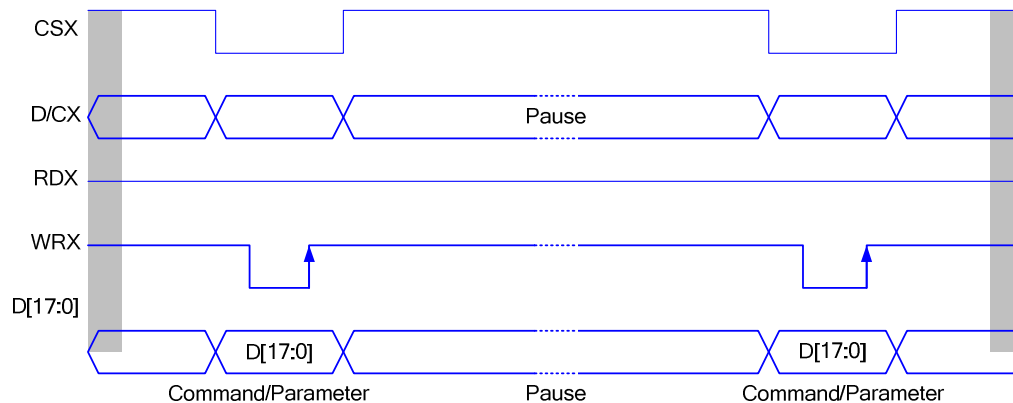 CSX
D/CX
Pause
RDX
WRX
D[17:0]
D[17:0]
D[17:0]
Command/Parameter
Pause
Command/Parameter